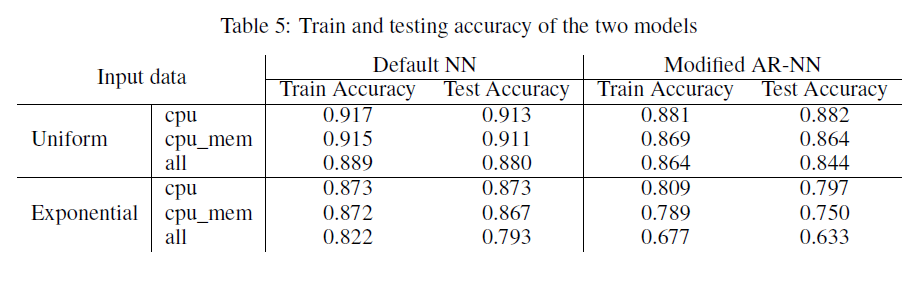 Table 5: Train and testing accuracy of the two models
Input data Default NN Modified AR-NN
Train Accuracy Test Accuracy Train Accuracy Test Accuracy
Uniform cpu 0.917 0.913 0.881 0.882
cpu_mem 0.915 0.911 0.869 0.864
all 0.889 0.880 0.864 0.844
Exponential cpu 0.873 0.873 0.809 0.797
cpu_mem 0.872 0.867 0.789 0.750
all 0.822 0.793 0.677 0.633